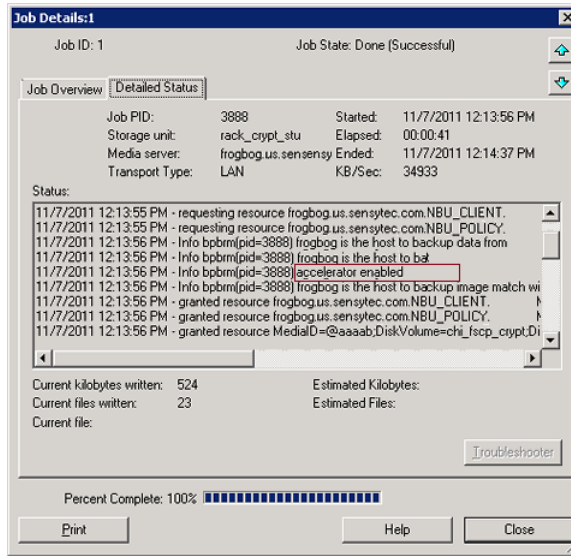 Job Details:1
Job ID: 1 Job State: Done (Successful)
Job Overview Detailed Status
Job PID: 3888 Started: 11/7/2011 12:13:56 PM
Storage unit: rack_crypt_stu Elapsed: 00:00:41
Media server: frogbog.us.sensensy Ended: 11/7/2011 12:14:37 PM
Transport Type: LAN KB/Sec: 34933
Status:
11/7/2011 12:13:55 PM - requesting resource frogbog.us.sensytec.com.NBU_CLIENT.
11/7/2011 12:13:55 PM - requesting resource frogbog.us.sensytec.com.NBU_POLICY.
11/7/2011 12:13:56 PM - Info bpbrm(pid=3888) frogbog is the host to backup data from
11/7/2011 12:13:56 PM - Info bpbrm(pid=3888) frogbog is the host to bat
11/7/2011 12:13:56 PM - Info bpbrm(pid=3888) accelerator enabled
11/7/2011 12:13:56 PM - Info bpbrm(pid=3888) frogbog is the host to backup image match wi
11/7/2011 12:13:56 PM - granted resource frogbog.us.sensytec.com.NBU_CLIENT.
11/7/2011 12:13:56 PM - granted resource frogbog.us.sensytec.com.NBU_POLICY.
11/7/2011 12:13:56 PM - granted resource MediaID=@aaaab;DiskVolume=chi_fscp_crypt;Di
Current kilobytes written: 524 Estimated Kilobytes:
Current files written: 23 Estimated Files:
Current file:
Troubleshooter
Percent Complete: 100%
Print Help Close